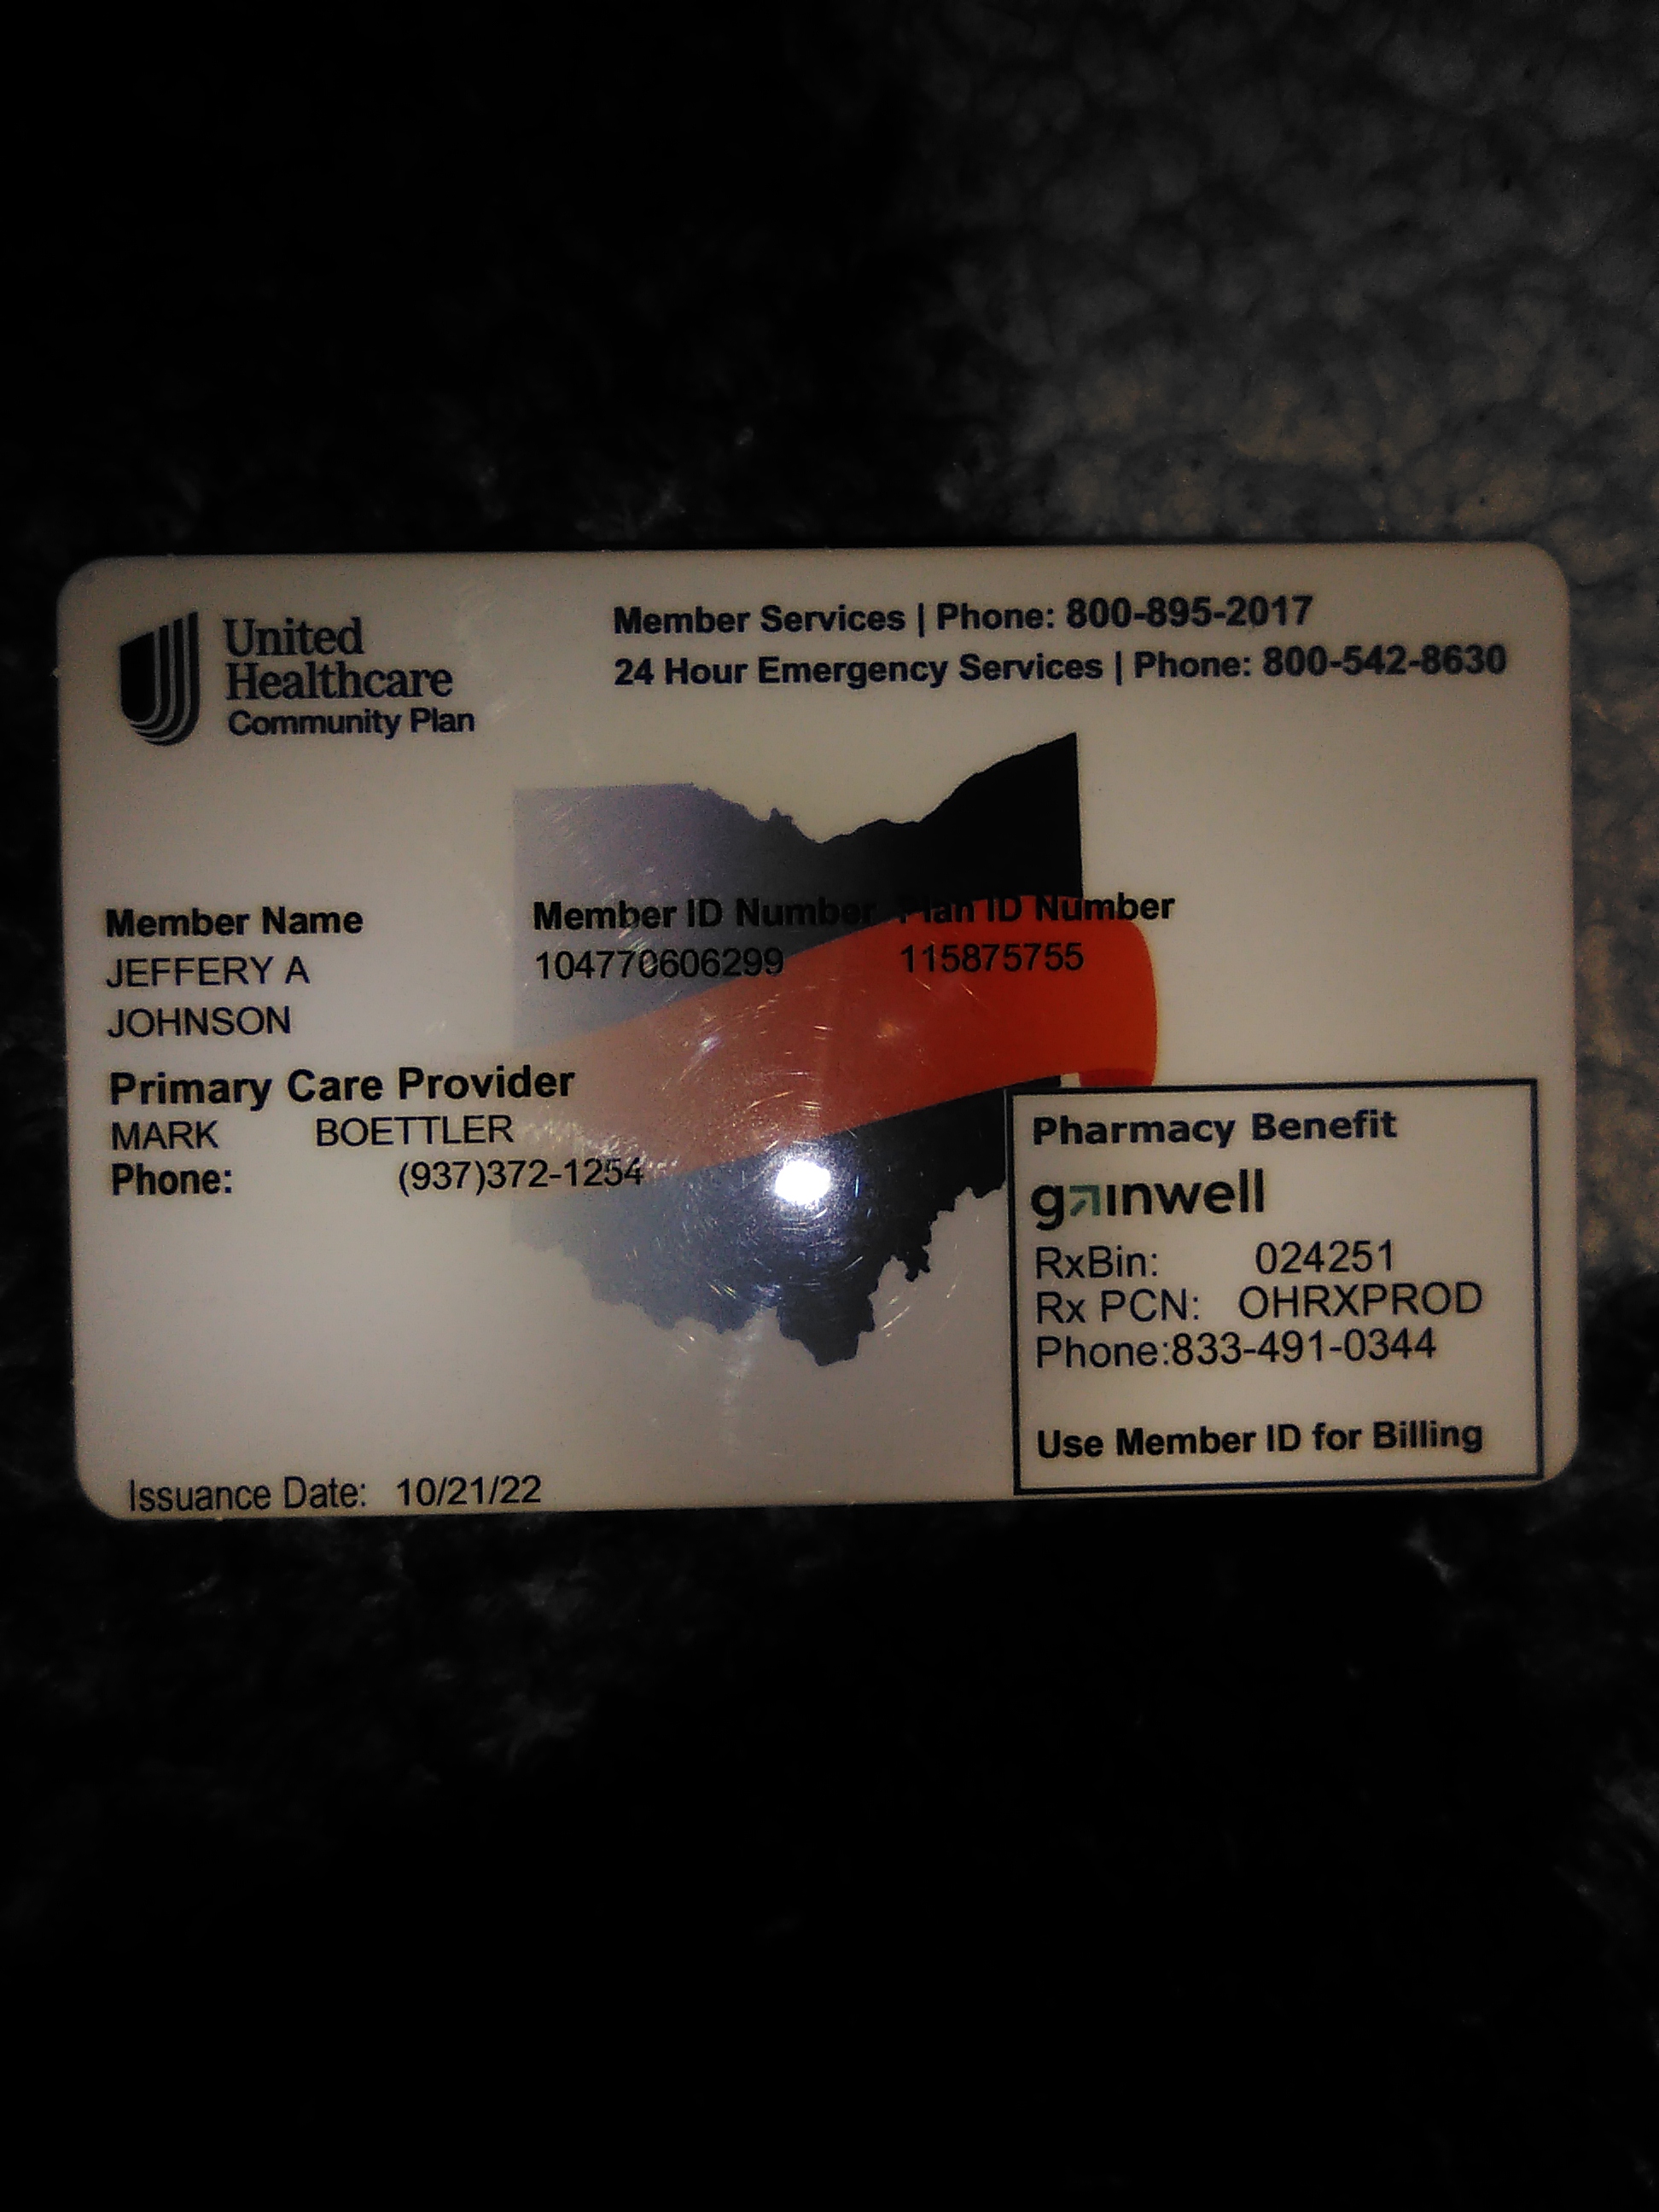 United
Healthcare
Community Plan
Member Services | Phone: 800-895-2017
24 Hour Emergency Services | Phone: 800-542-8630
Member Name
JEFFERY A
JOHNSON
Member ID Number Plan ID Number
104770606299 115875755
Primary Care Provider
MARK BOETTLER
Phone: (937)372-1254
Pharmacy Benefit
gainwell
RxBin: 024251
Rx PCN: OHRXPROD
Phone:833-491-0344
Use Member ID for Billing
Issuance Date: 10/21/22